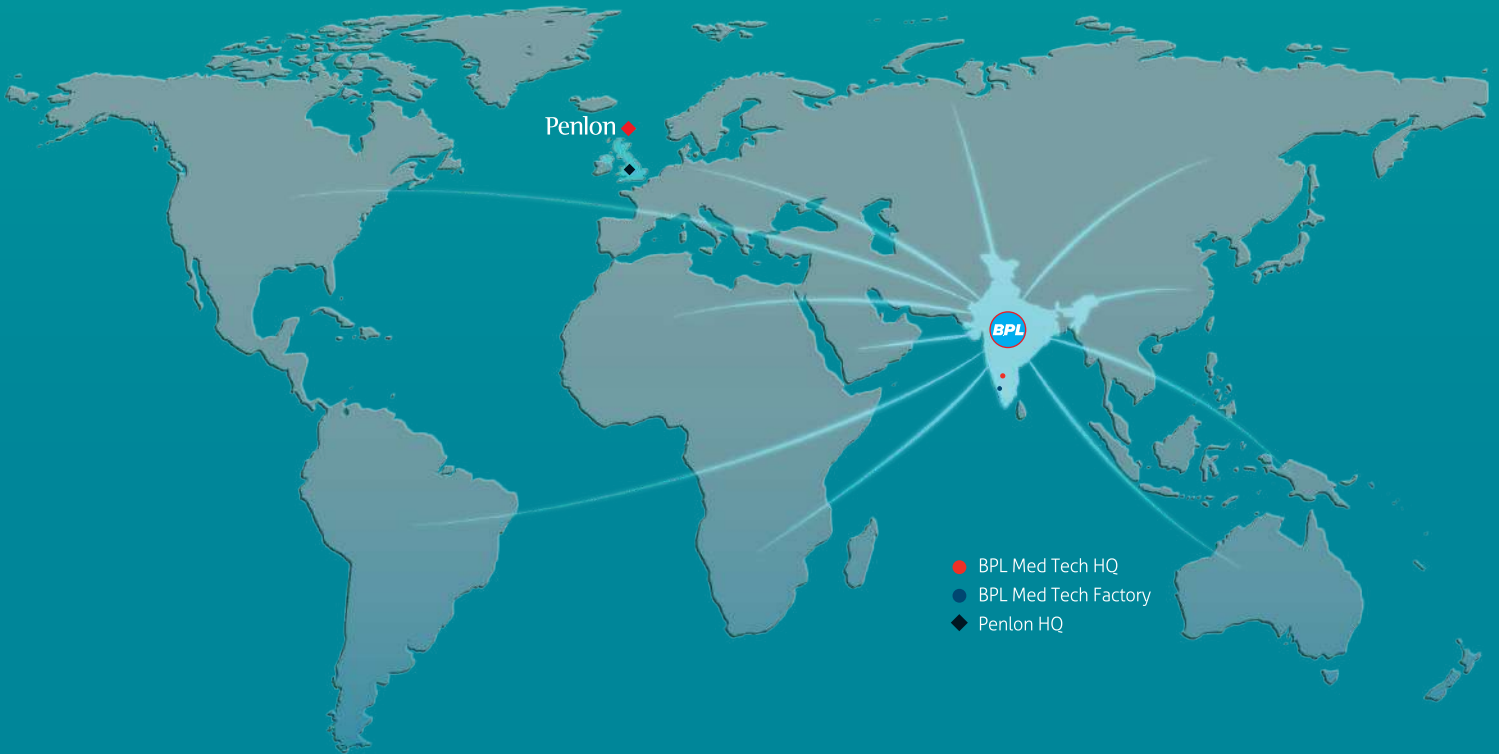 Penlon
BPL
BPL Med Tech HQ
BPL Med Tech Factory
Penlon HQ